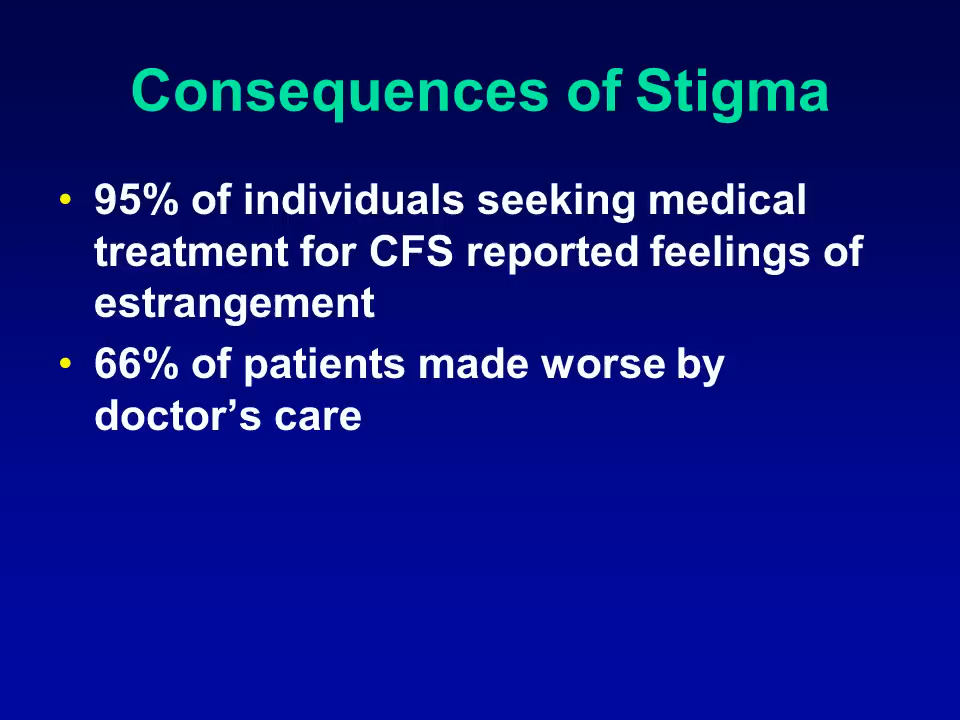 Consequences of Stigma
• 95% of individuals seeking medical
treatment for CFS reported feelings of
estrangement
• 66% of patients made worse by
doctor’s care